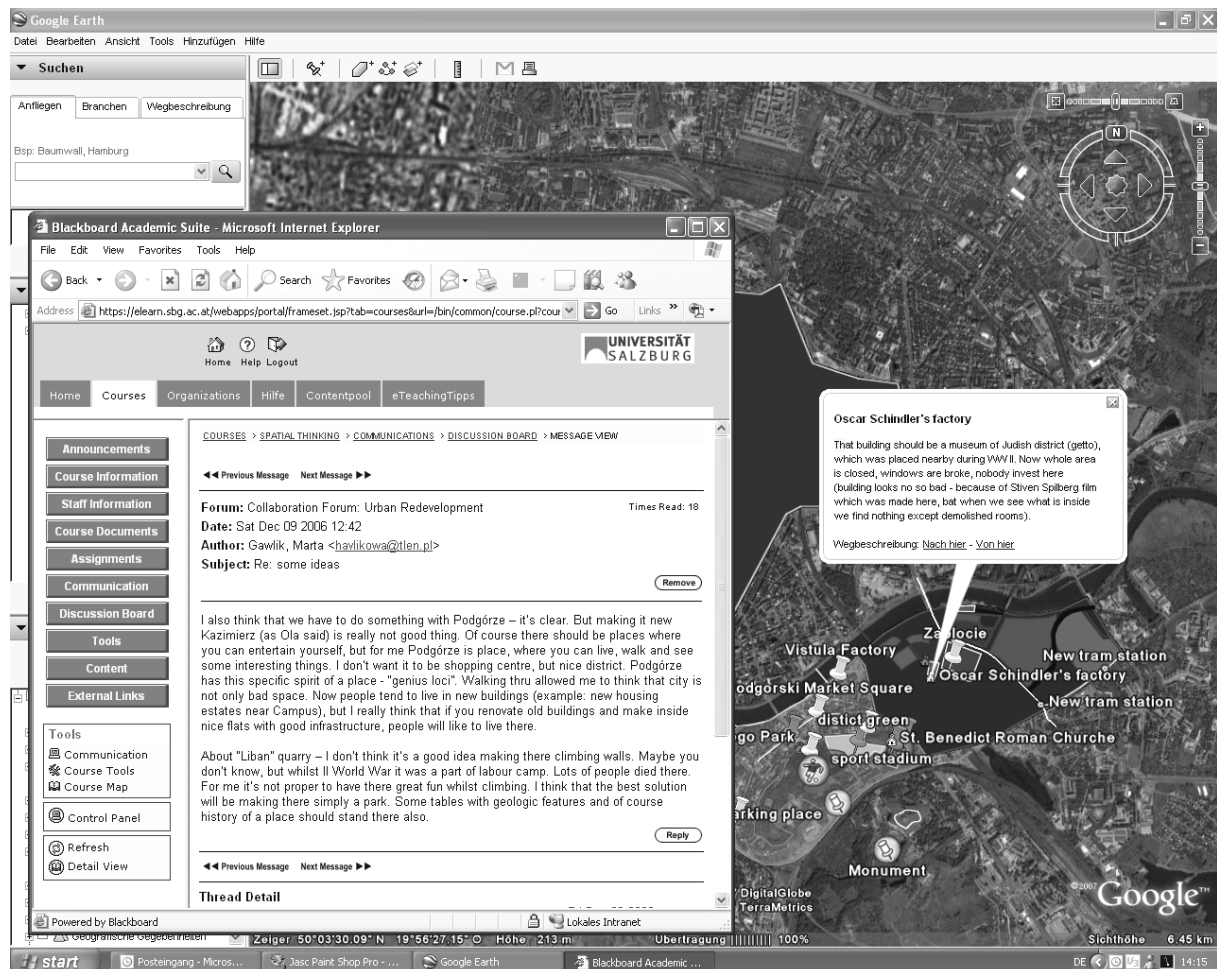 Google Earth
Datei Bearbeiten Ansicht Tools Hinzufügen Hilfe
Suchen
Anfliegen Branchen Wegbeschreibung
Bsp: Baumwall, Hamburg
N
Blackboard Academic Suite - Microsoft Internet Explorer
File Edit View Favorites Tools Help
Back Search Favorites
Address https://elearn.sbg.ac.at/webapps/portal/frameset.jsp?tab=courses&url=/bin/common/course.pl?cour Go Links »
Home Help Logout
UNIVERSITÄT
SALZBURG
Home Courses Organizations Hilfe Contentpool eTeachingTipps
Announcements
Course Information
Staff Information
Course Documents
Assignments
Communication
Discussion Board
Tools
Content
External Links
Tools
Communication
Course Tools
Course Map
Control Panel
Refresh
Detail View
COURSES > SPATIAL THINKING > COMMUNICATIONS > DISCUSSION BOARD > MESSAGE VIEW
Previous Message Next Message
Forum: Collaboration Forum: Urban Redevelopment Times Read: 18
Date: Sat Dec 09 2006 12:42
Author: Gawlik, Marta <havlikowa@tlen.pl>
Subject: Re: some ideas
Remove
I also think that we have to do something with Podgórze – it's clear. But making it new
Kazimierz (as Ola said) is really not good thing. Of course there should be places where
you can entertain yourself, but for me Podgórze is place, where you can live, walk and see
some interesting things. I don't want it to be shopping centre, but nice district. Podgórze
has this specific spirit of a place - "genius loci". Walking thru allowed me to think that city is
not only bad space. Now people tend to live in new buildings (example: new housing
estates near Campus), but I really think that if you renovate old buildings and make inside
nice flats with good infrastructure, people will like to live there.
About "Liban" quarry – I don't think it's a good idea making there climbing walls. Maybe you
don't know, but whilst II World War it was a part of labour camp. Lots of people died there.
For me it's not proper to have there great fun whilst climbing. I think that the best solution
will be making there simply a park. Some tables with geologic features and of course
history of a place should stand there also.
Reply
Previous Message Next Message
Thread Detail
Powered by Blackboard Lokales Intranet
Oscar Schindler's factory
That building should be a museum of Judish district (getto),
which was placed nearby during WW II. Now whole area
is closed, windows are broke, nobody invest here
(building looks no so bad - because of Stiven Spilberg film
which was made here, bat when we see what is inside
we find nothing except demolished rooms).
Wegbeschreibung: Nach hier - Von hier
Zablocie
Vistula Factory
New tram station
Oscar Schindler's factory
odgorski Market Square
New tram station
distict green
go Park
St. Benedict Roman Churche
sport stadium
arking place
Monument
DigitalGlobe
TerraMetrics
©2007 Google™
Geografische Gegebenheiten
Zeiger 50°03'30.09" N 19°56'27.15" O Höhe 213 m Übertragung 100% Sichthöhe 6.45 km
start Posteingang - Micros... Jasc Paint Shop Pro - ... Google Earth Blackboard Academic ... DE 14:15